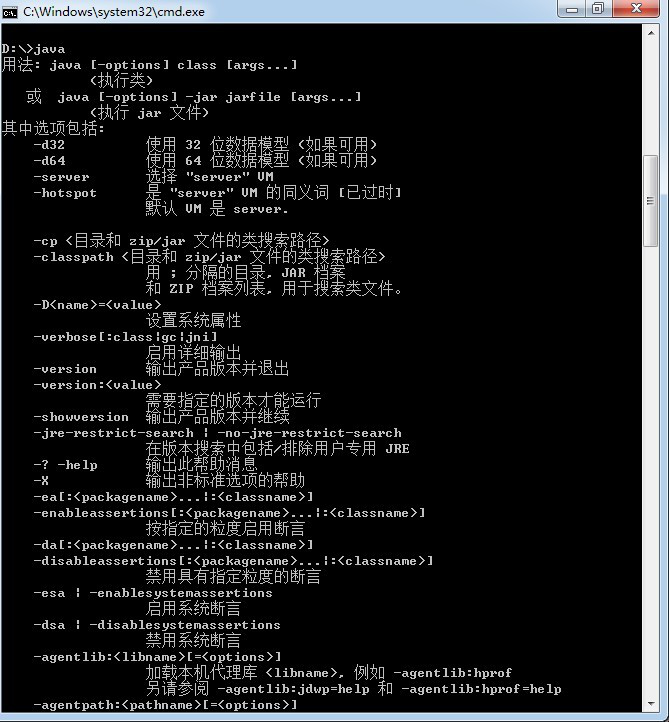 C:\Windows\system32\cmd.exe
D:\>java
用法: java [-options] class [args...]
(执行类)
或 java [-options] -jar jarfile [args...]
(执行 jar 文件)
其中选项包括:
-d32 使用 32 位数据模型 (如果可用)
-d64 使用 64 位数据模型 (如果可用)
-server 选择 "server" VM
-hotspot 是 "server" VM 的同义词 [已过时]
默认 VM 是 server.
-cp <目录和 zip/jar 文件的类搜索路径>
-classpath <目录和 zip/jar 文件的类搜索路径>
用 ; 分隔的目录, JAR 档案
和 ZIP 档案列表, 用于搜索类文件。
-D<name>=<value>
设置系统属性
-verbose[:class|gc|jni]
启用详细输出
-version 输出产品版本并退出
-version:<value>
需要指定的版本才能运行
-showversion 输出产品版本并继续
-jre-restrict-search | -no-jre-restrict-search
在版本搜索中包括/排除用户专用 JRE
-? -help 输出此帮助消息
-X 输出非标准选项的帮助
-ea[:<packagename>...|:<classname>]
-enableassertions[:<packagename>...|:<classname>]
按指定的粒度启用断言
-da[:<packagename>...|:<classname>]
-disableassertions[:<packagename>...|:<classname>]
禁用具有指定粒度的断言
-esa | -enablesystemassertions
启用系统断言
-dsa | -disablesystemassertions
禁用系统断言
-agentlib:<libname>[=<options>]
加载本机代理库 <libname>, 例如 -agentlib:hprof
另请参阅 -agentlib:jdwp=help 和 -agentlib:hprof=help
-agentpath:<pathname>[=<options>]